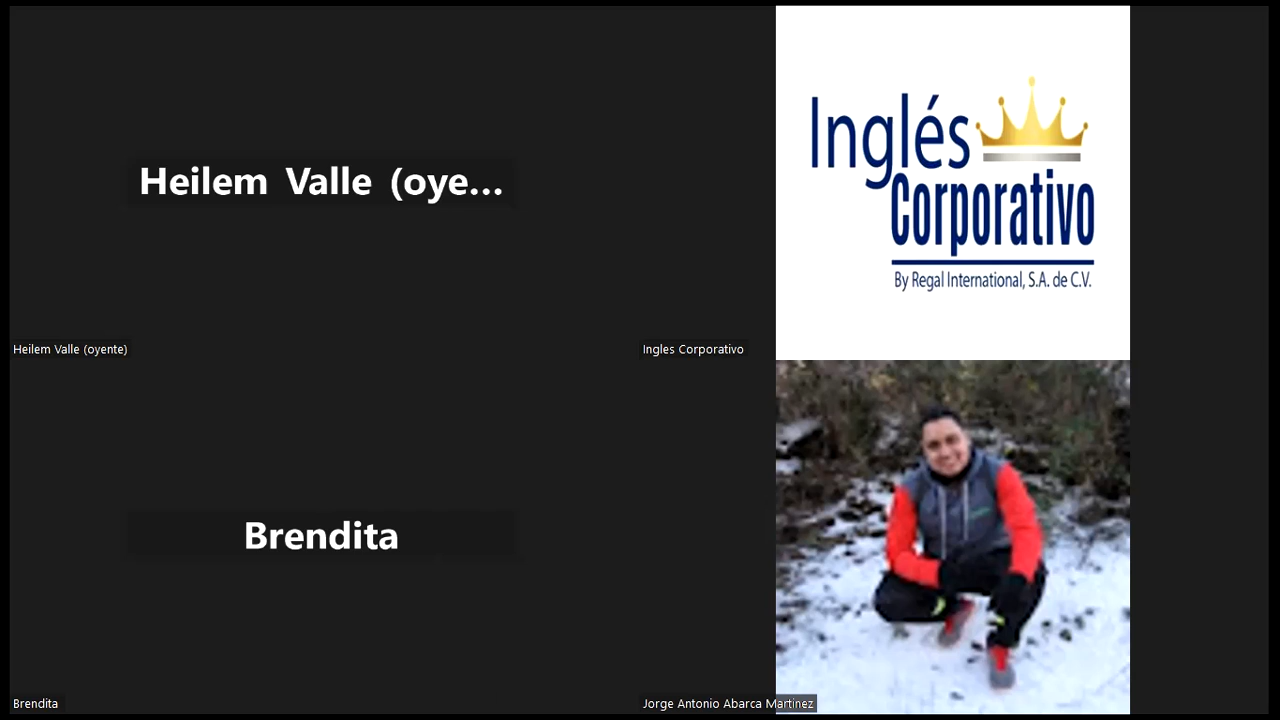 Heilem Valle (oye...
Heilem Valle (oyente)
Inglés
Corporativo
By Regal International, S.A. de C.V.
Ingles Corporativo
Brendita
Brendita
Jorge Antonio Abarca Martinez